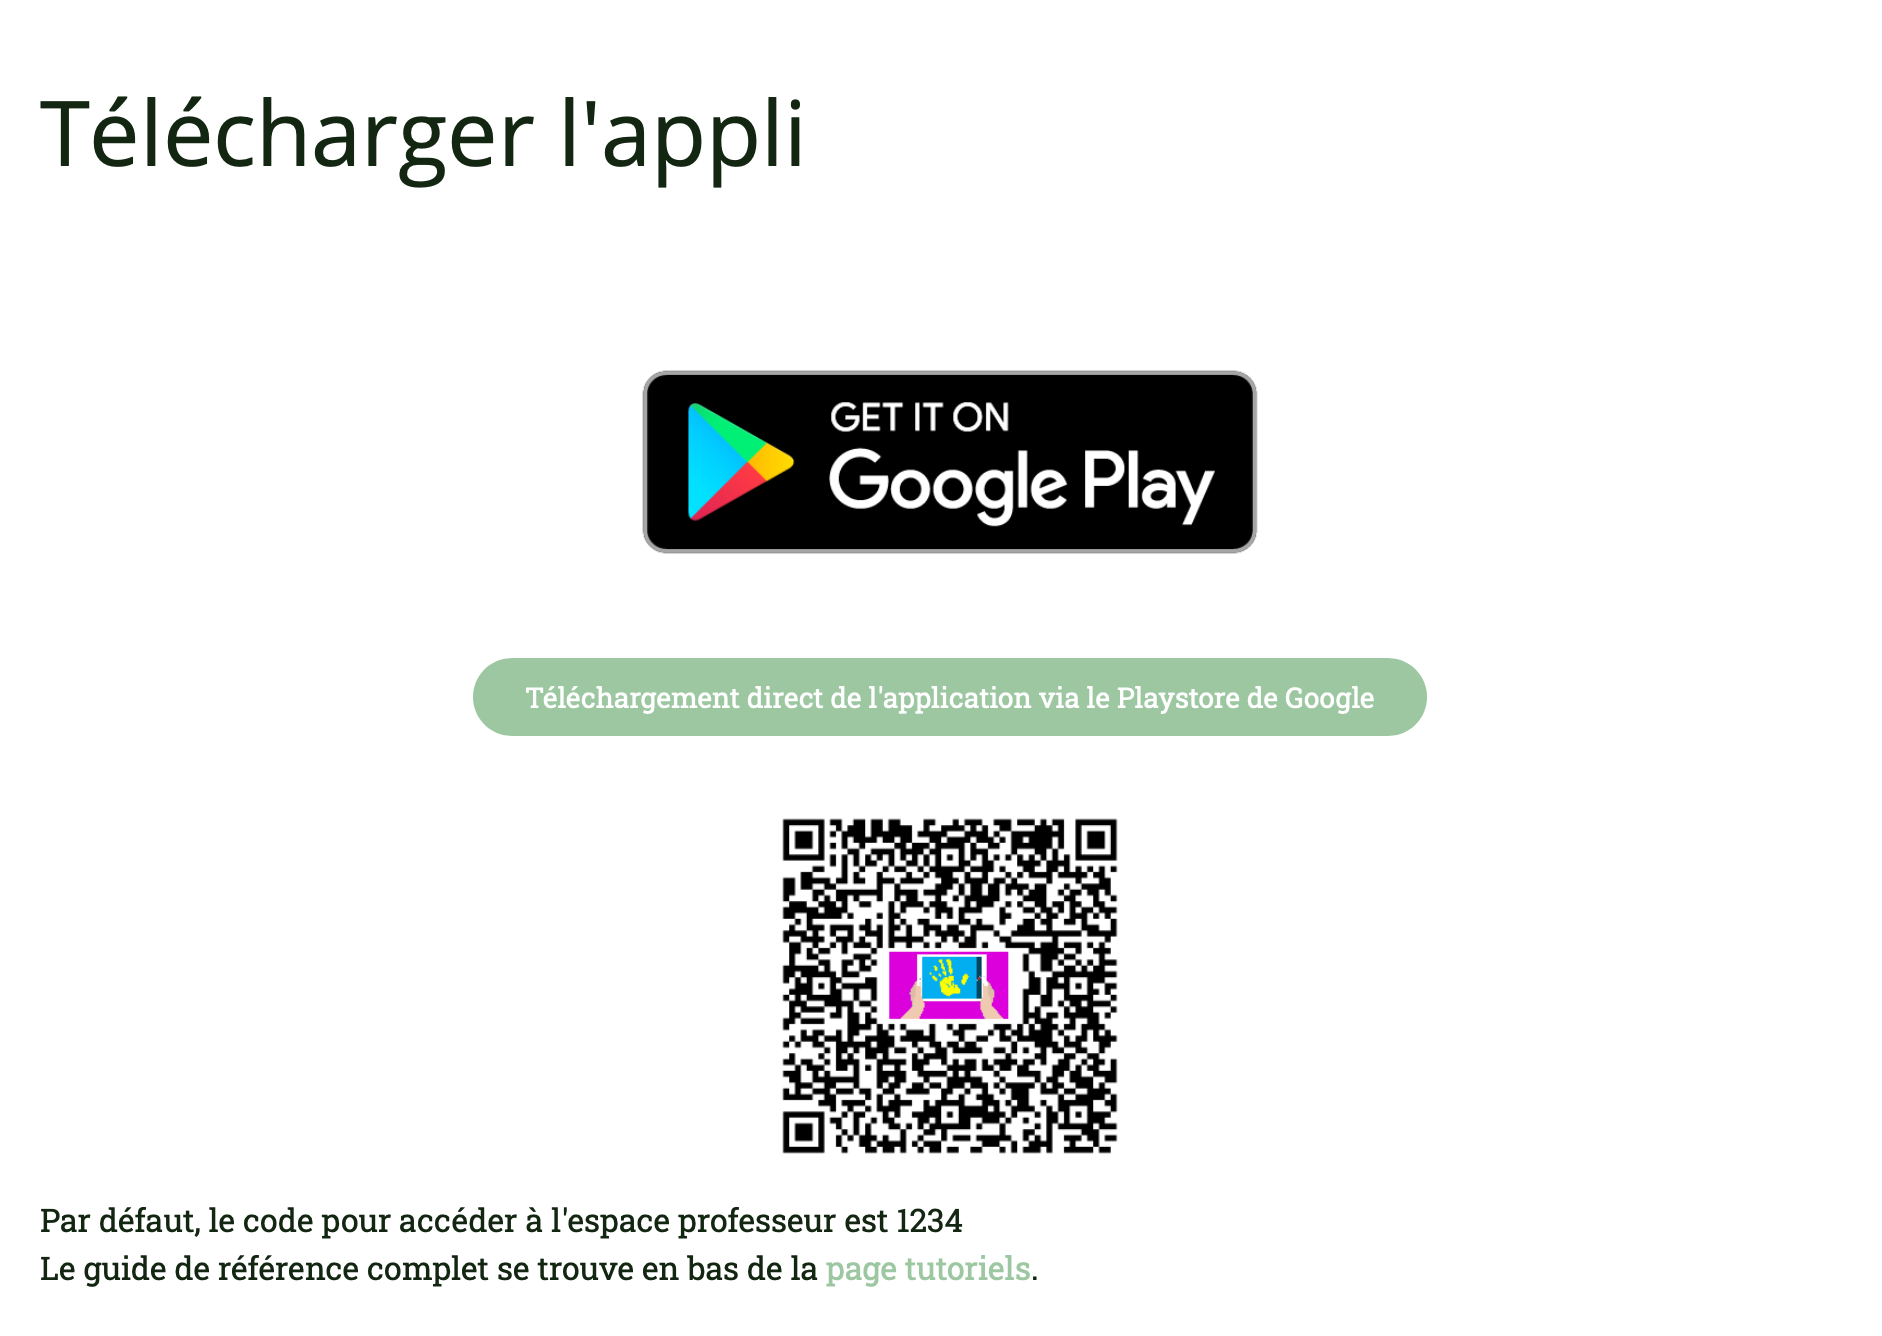 Télécharger l'appli
GET IT ON
Google Play
Téléchargement direct de l'application via le Playstore de Google
Par défaut, le code pour accéder à l'espace professeur est 1234
Le guide de référence complet se trouve en bas de la page tutoriels.